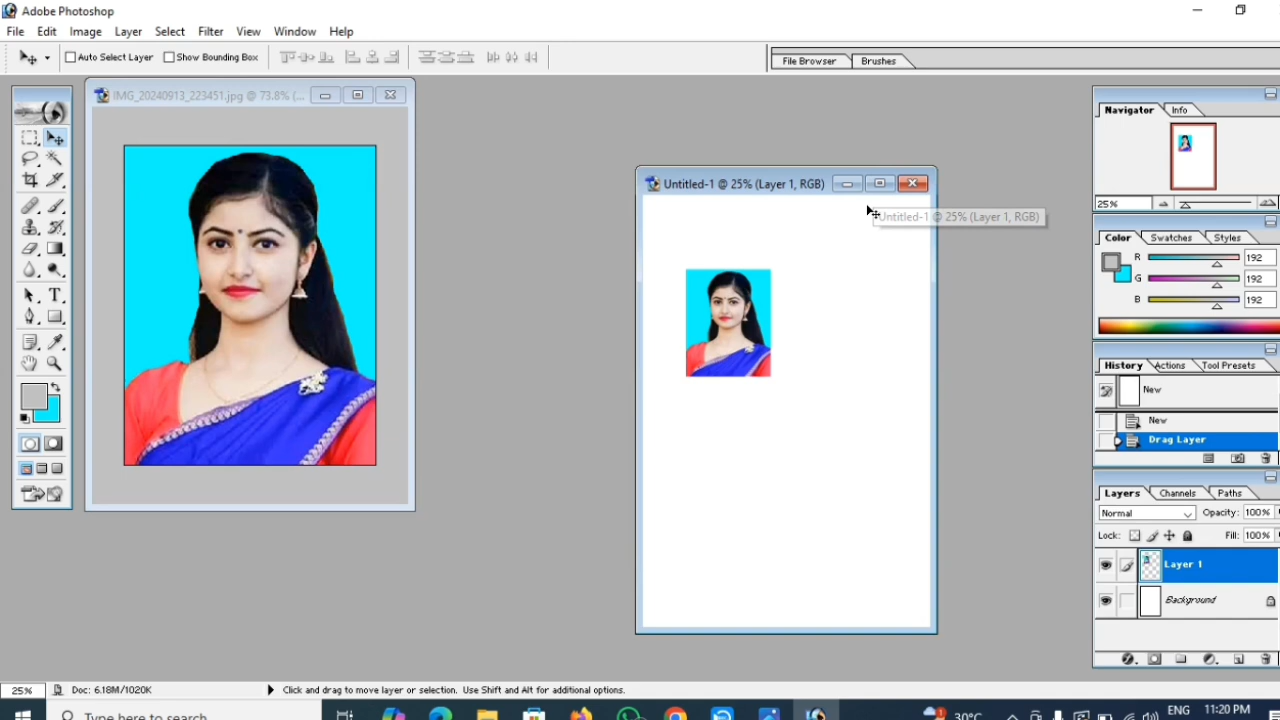 Adobe Photoshop
File Edit Image Layer Select Filter View Window Help
Auto Select Layer Show Bounding Box
File Browser Brushes
IMG_20240913_223451.jpg @ 73.8% (...
Untitled-1 @ 25% (Layer 1, RGB)
Untitled-1 @ 25% (Layer 1, RGB)
Navigator Info
25%
Color Swatches Styles
R 192
G 192
B 192
History Actions Tool Presets
New
New
Drag Layer
Layers Channels Paths
Normal Opacity: 100%
Lock: Fill: 100%
Layer 1
Background
25% Doc: 6.18M/1020K Click and drag to move layer or selection. Use Shift and Alt for additional options.
Type here to search 30°C ENG 11:20 PM